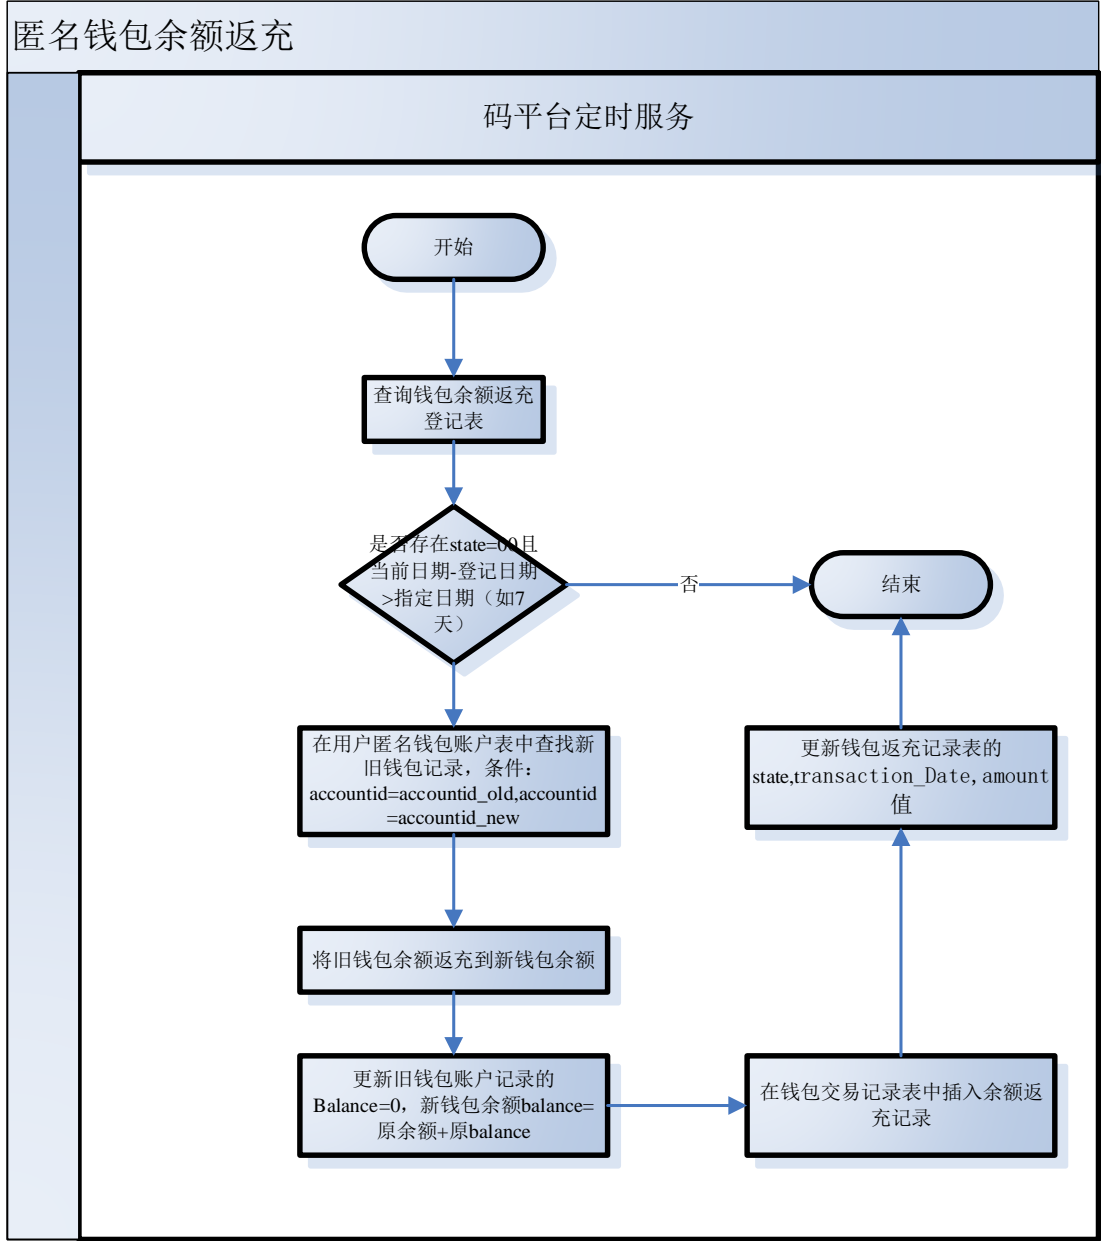 匿名钱包余额返充
码平台定时服务
开始
查询钱包余额返充
登记表
是否存在state=00且
当前日期-登记日期
>指定日期（如7
天）
否
结束
在用户匿名钱包账户表中查找新
旧钱包记录，条件：
accountid=accountid_old,accountid
=accountid_new
更新钱包返充记录表的
state,transaction_Date,amount
值
将旧钱包余额返充到新钱包余额
更新旧钱包账户记录的
Balance=0，新钱包余额balance=
原余额+原balance
在钱包交易记录表中插入余额返
充记录